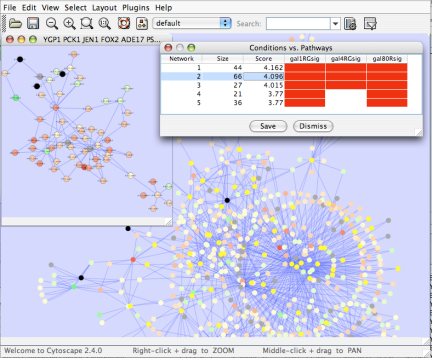 File Edit View Select Layout Plugins Help
default
Search:
YGP1 PCK1 JEN1 FOX2 ADE17 PS...
Conditions vs. Pathways
Network Size Score gal1RGsig gal4RGsig gal80Rsig
1 44 4.162
2 66 4.096
3 27 4.015
4 21 3.77
5 36 3.77
Save Dismiss
Welcome to Cytoscape 2.4.0 Right-click + drag to ZOOM Middle-click + drag to PAN